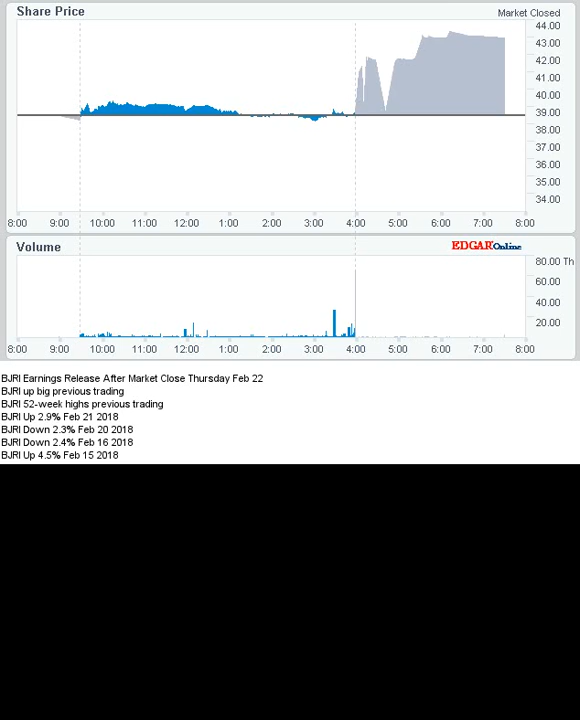 Share Price
Market Closed
44.00
43.00
42.00
41.00
40.00
39.00
38.00
37.00
36.00
35.00
34.00
8:00 9:00 10:00 11:00 12:00 1:00 2:00 3:00 4:00 5:00 6:00 7:00 8:00
Volume
EDGAR Online
80.00 Th
60.00
40.00
20.00
8:00 9:00 10:00 11:00 12:00 1:00 2:00 3:00 4:00 5:00 6:00 7:00 8:00
BJRI Earnings Release After Market Close Thursday Feb 22
BJRI up big previous trading
BJRI 52-week highs previous trading
BJRI Up 2.9% Feb 21 2018
BJRI Down 2.3% Feb 20 2018
BJRI Down 2.4% Feb 16 2018
BJRI Up 4.5% Feb 15 2018